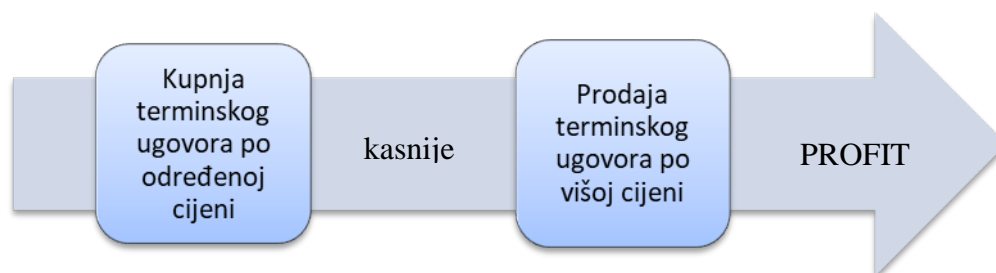 Kupnja
terminskog
ugovora po
određenoj
cijeni
kasnije
Prodaja
terminskog
ugovora po
višoj cijeni
PROFIT